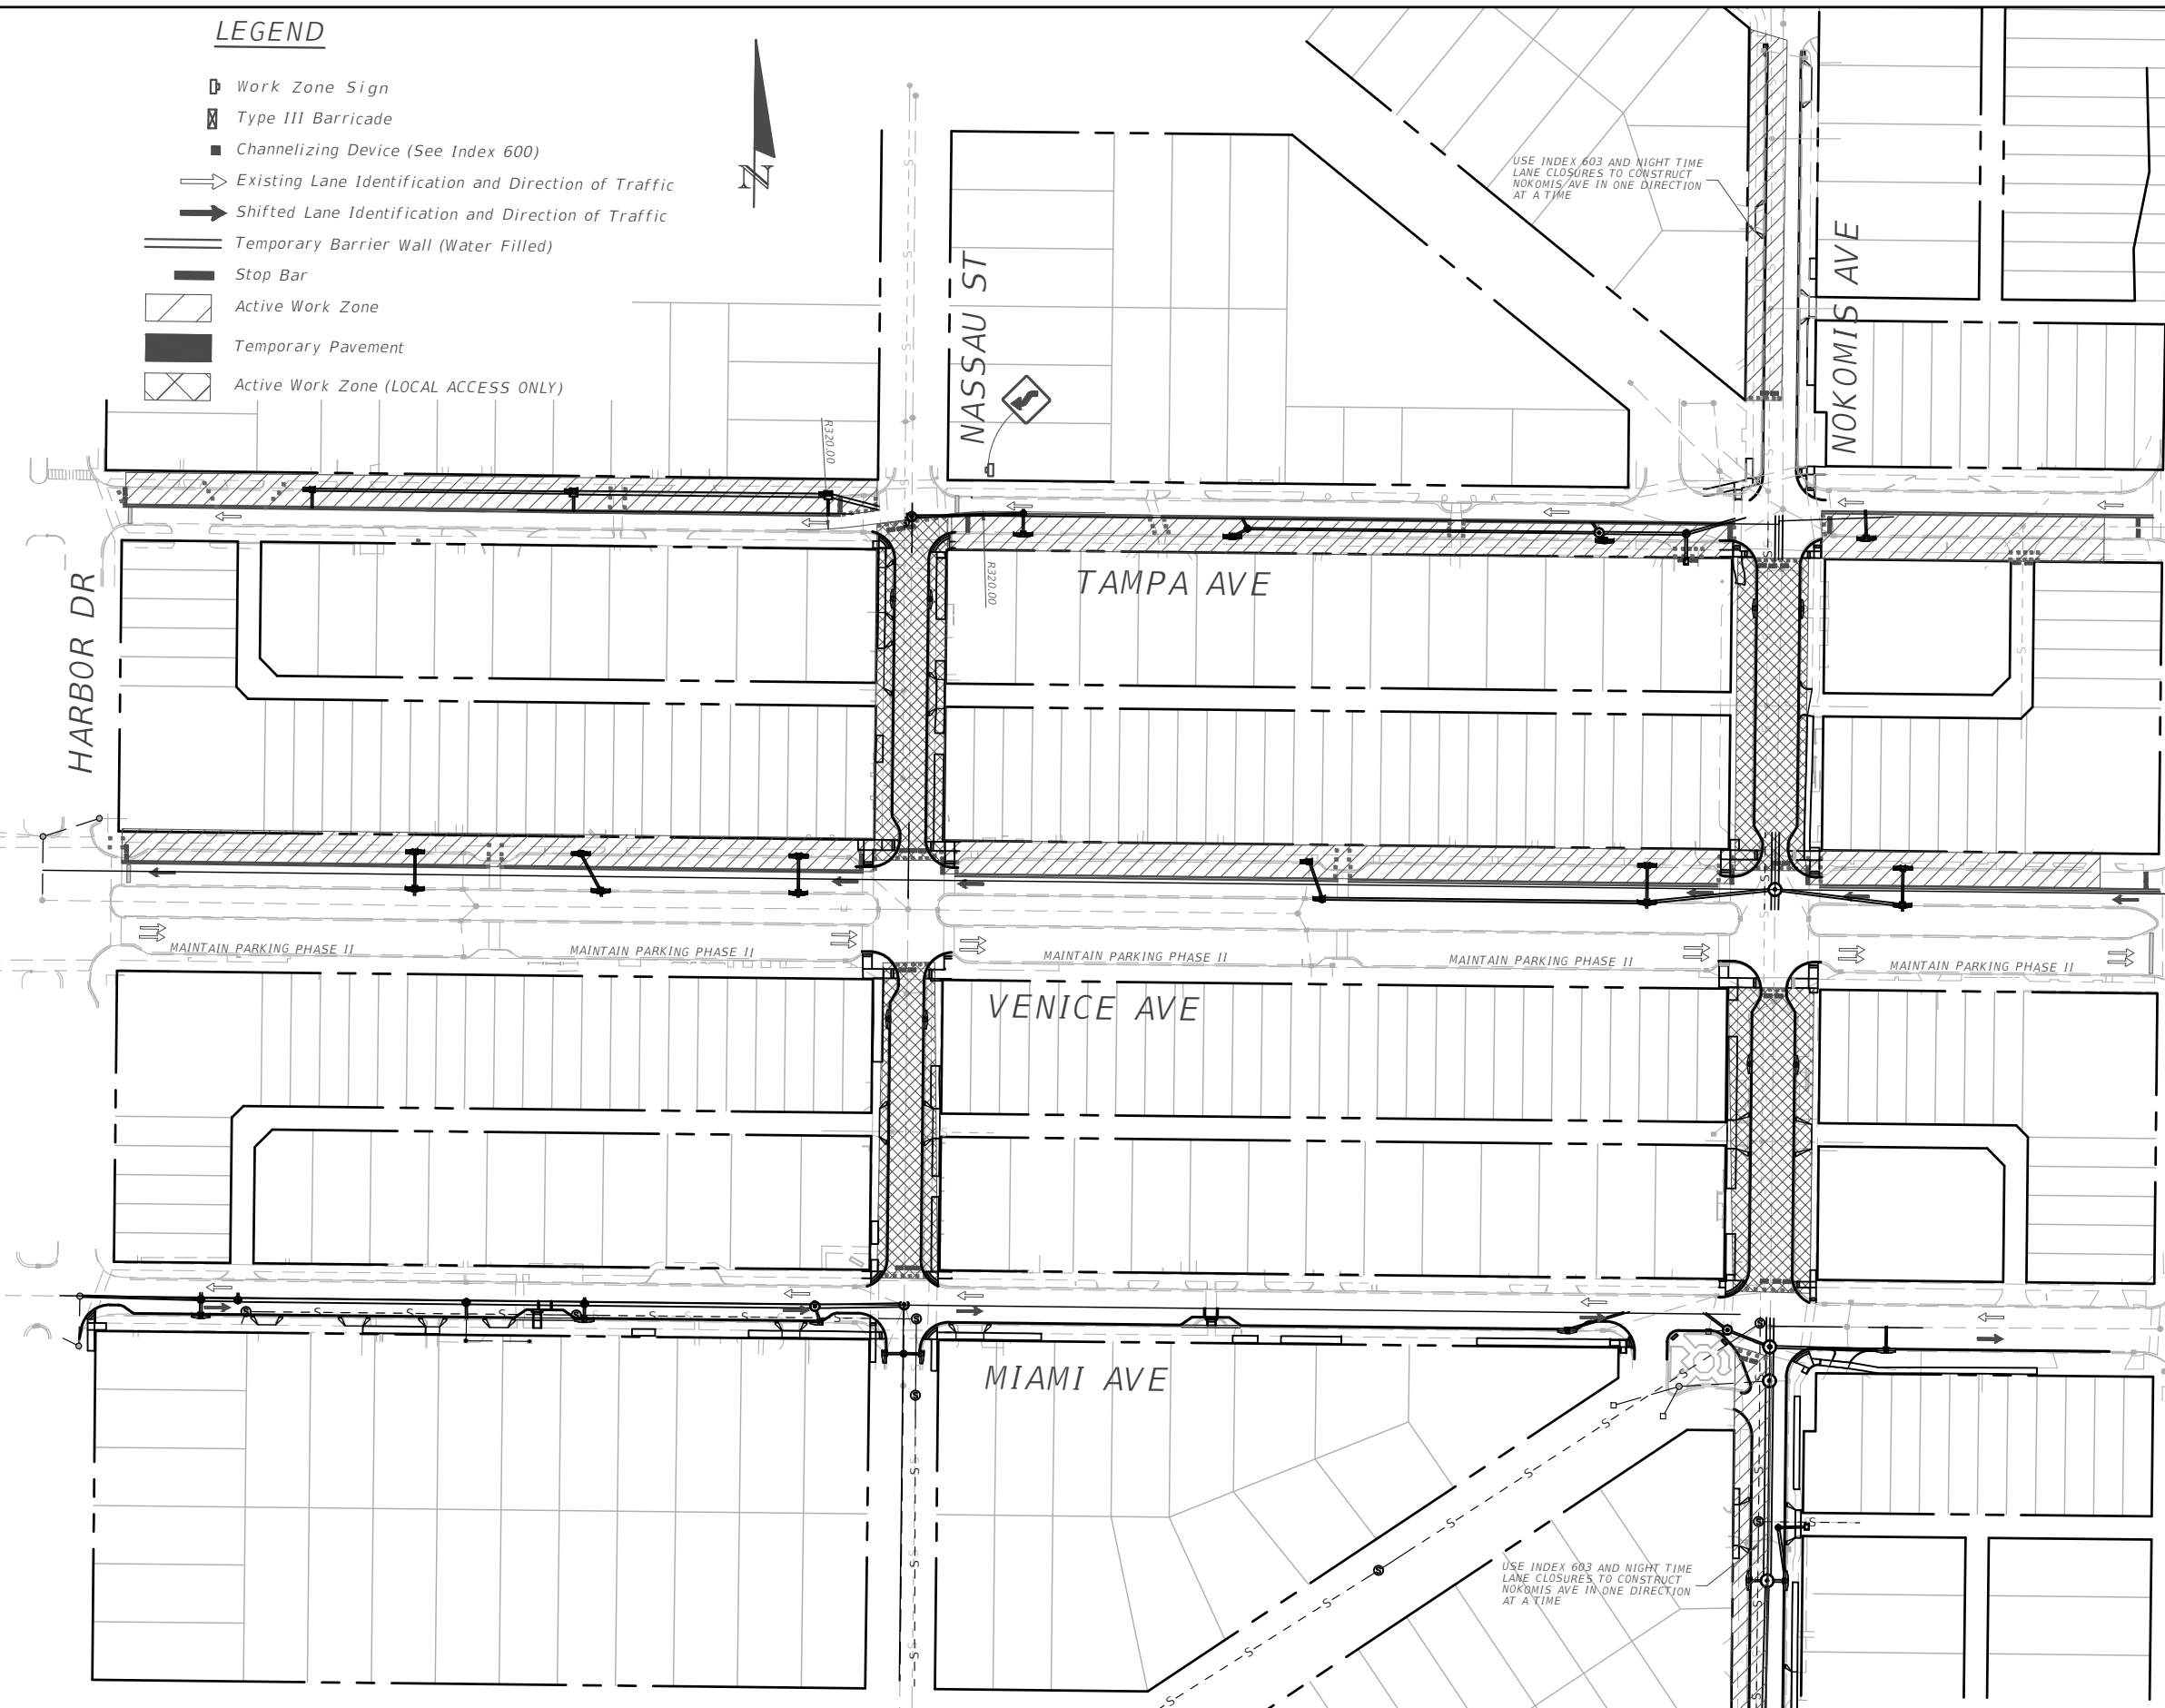 LEGEND
Work Zone Sign
Type III Barricade
Channelizing Device (See Index 600)
Existing Lane Identification and Direction of Traffic
Shifted Lane Identification and Direction of Traffic
Temporary Barrier Wall (Water Filled)
Stop Bar
Active Work Zone
Temporary Pavement
Active Work Zone (LOCAL ACCESS ONLY)
N
USE INDEX 603 AND NIGHT TIME
LANE CLOSURES TO CONSTRUCT
NOKOMIS AVE IN ONE DIRECTION
AT A TIME
NASSAU ST
NOKOMIS AVE
R320.00
R320.00
TAMPA AVE
HARBOR DR
MAINTAIN PARKING PHASE II
MAINTAIN PARKING PHASE II
MAINTAIN PARKING PHASE II
MAINTAIN PARKING PHASE II
MAINTAIN PARKING PHASE II
VENICE AVE
MIAMI AVE
USE INDEX 603 AND NIGHT TIME
LANE CLOSURES TO CONSTRUCT
NOKOMIS AVE IN ONE DIRECTION
AT A TIME